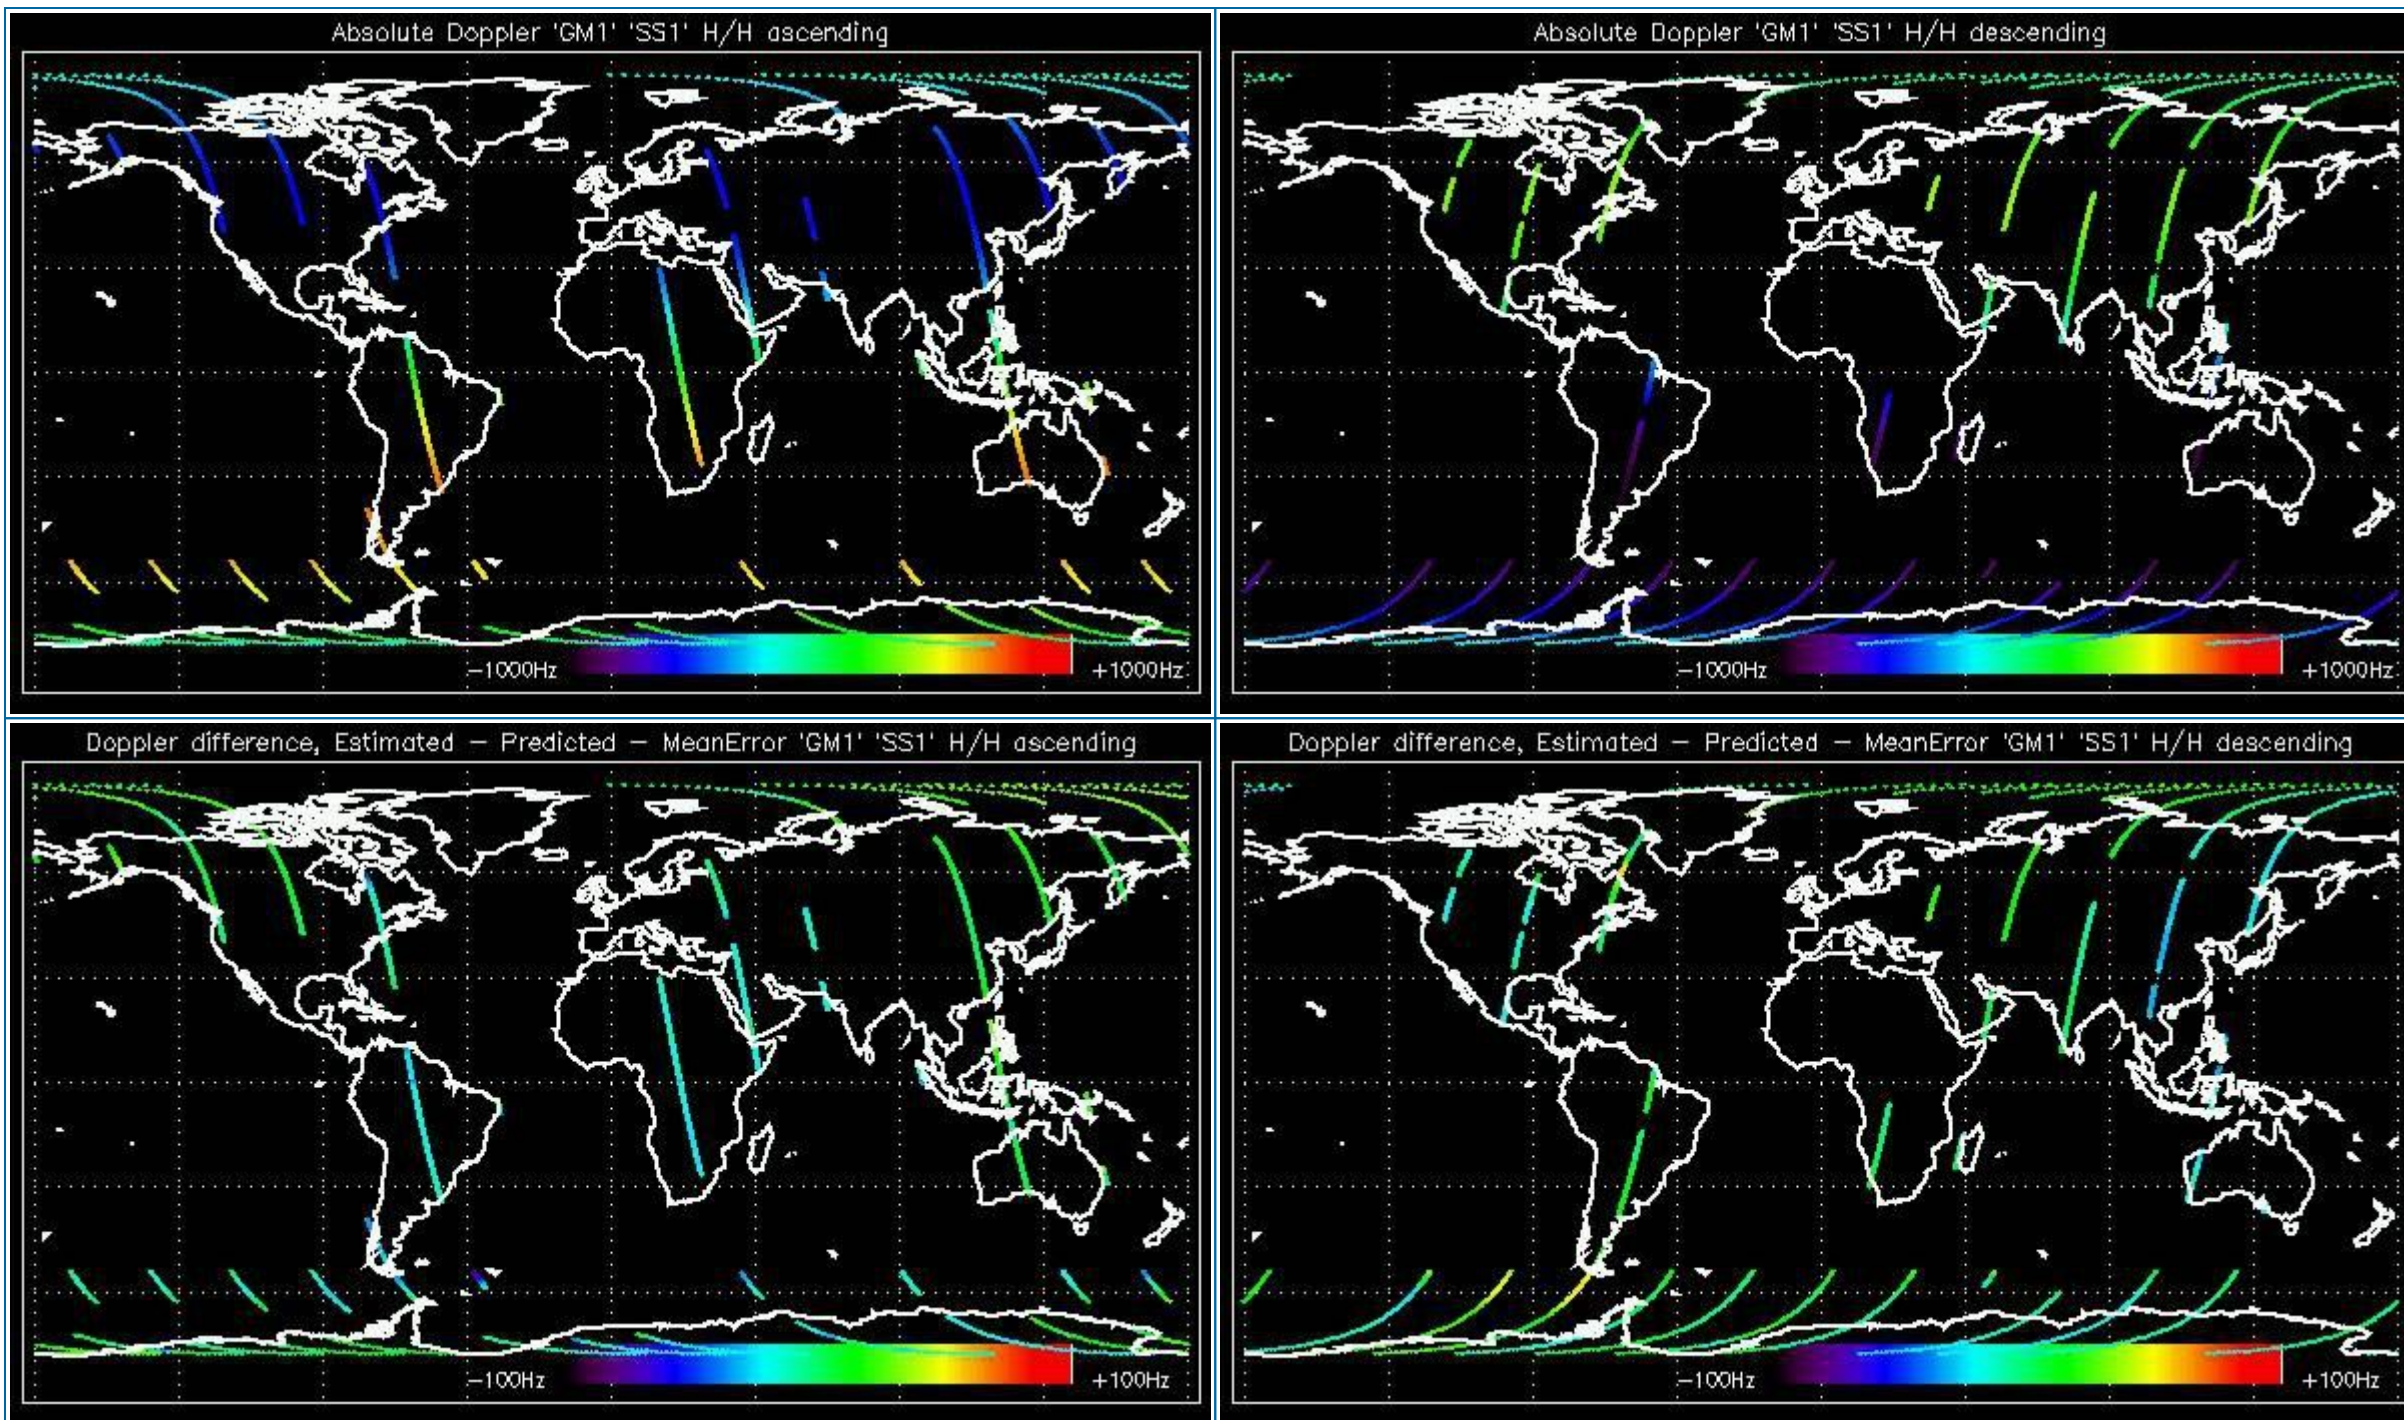 Absolute Doppler 'GM1' 'SS1' H/H ascending
-1000Hz
+1000Hz
Absolute Doppler 'GM1' 'SS1' H/H descending
-1000Hz
+1000Hz
Doppler difference, Estimated - Predicted - MeanError 'GM1' 'SS1' H/H ascending
-100Hz
+100Hz
Doppler difference, Estimated - Predicted - MeanError 'GM1' 'SS1' H/H descending
-100Hz
+100Hz